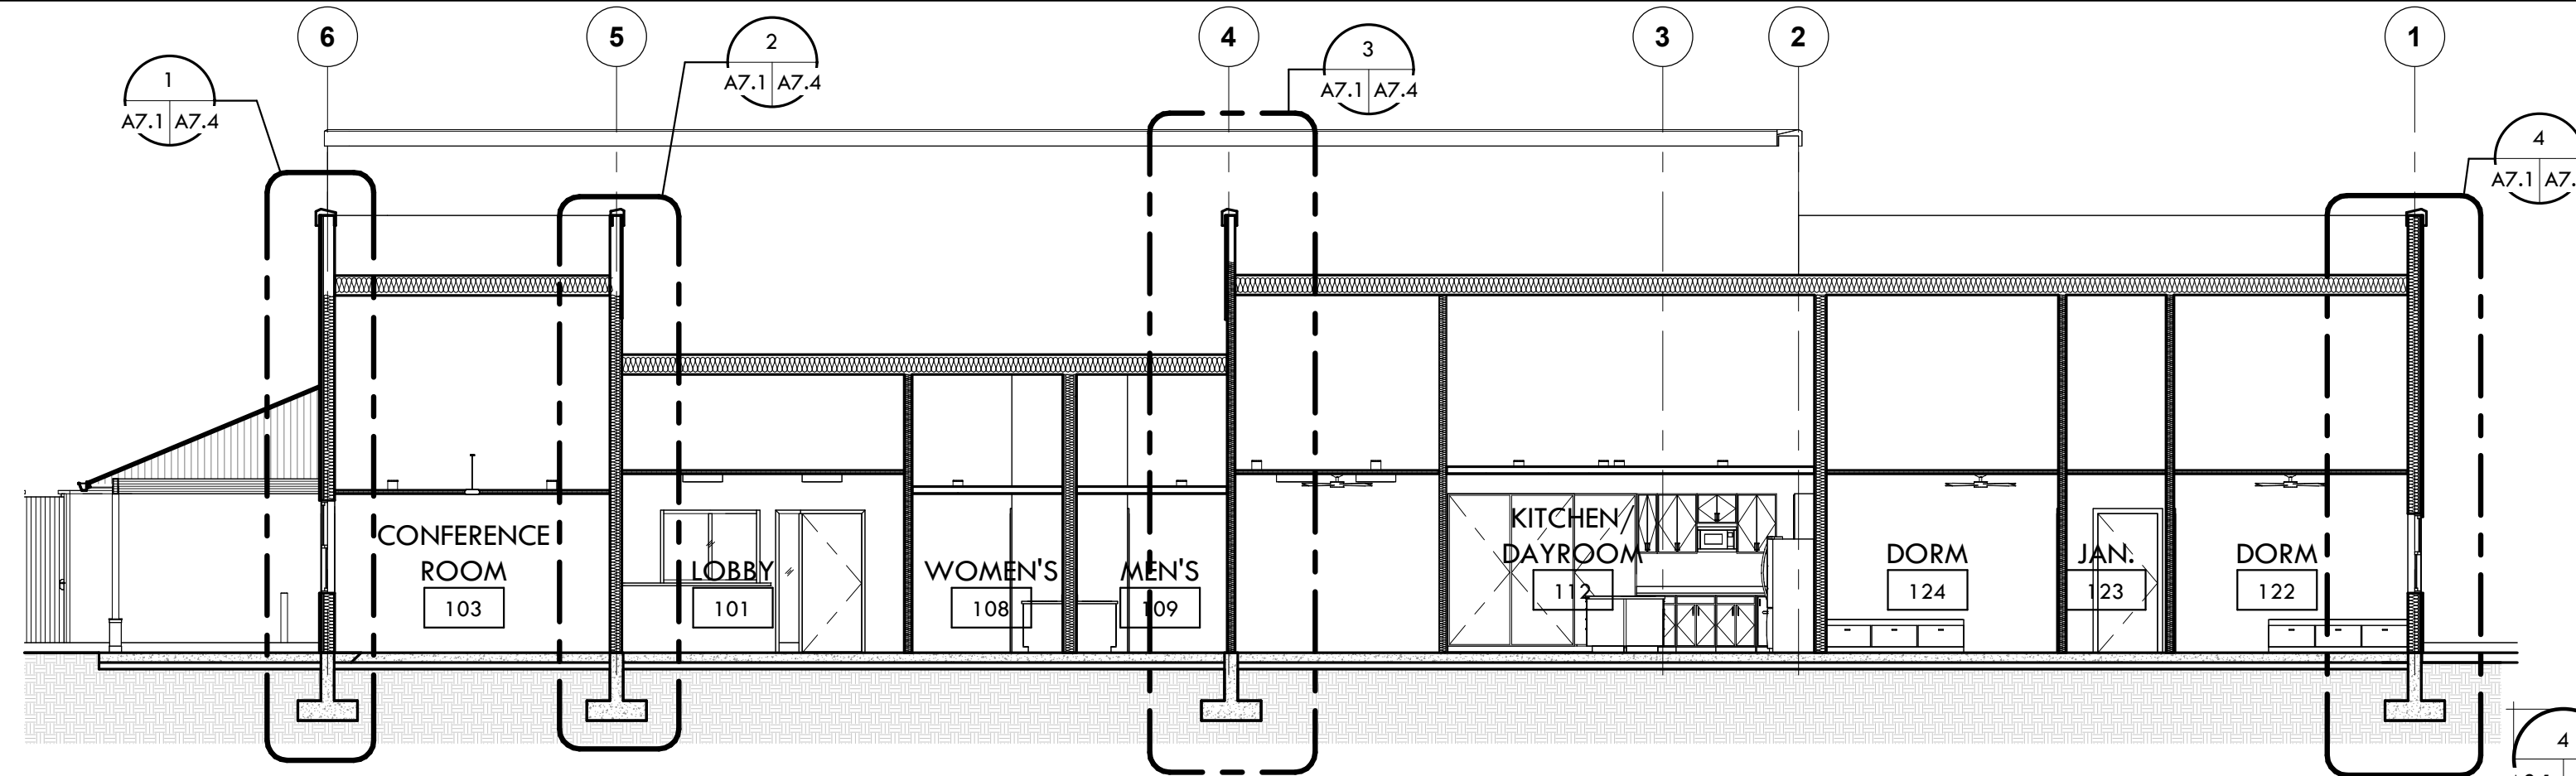 6
5
4
3
2
1
1
A7.1 A7.4
2
A7.1 A7.4
3
A7.1 A7.4
4
A7.1
CONFERENCE
ROOM
103
LOBBY
101
WOMEN'S
108
MEN'S
109
KITCHEN/
DAYROOM
112
DORM
124
JAN.
123
DORM
122
4